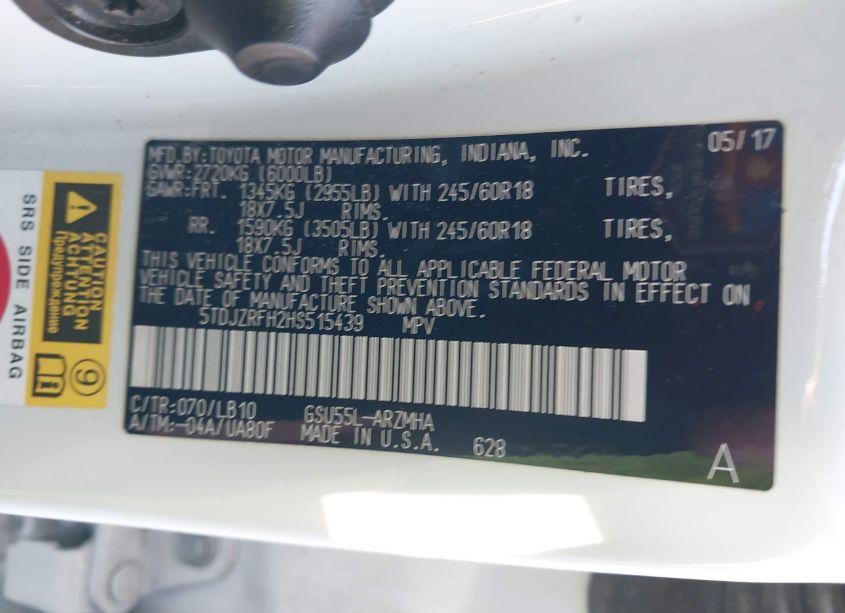 MFD.BY:TOYOTA MOTOR MANUFACTURING, INDIANA, INC. 05/17
GVWR:2720KG (6000LB)
GAWR:FRT. 1345KG (2955LB) WITH 245/60R18 TIRES,
18X7.5J RIMS.
RR. 1590KG (3505LB) WITH 245/60R18 TIRES,
18X7.5J RIMS.
THIS VEHICLE CONFORMS TO ALL APPLICABLE FEDERAL MOTOR
VEHICLE SAFETY AND THEFT PREVENTION STANDARDS IN EFFECT ON
THE DATE OF MANUFACTURE SHOWN ABOVE.
5TDJZRFH2HS515439 MPV
C/TR:070/LB10 GSU55L-ARZMHA
A/TM:-04A/UA80F MADE IN U.S.A. 628
A
SRS SIDE AIRBAG
CAUTION
ATTENTION
ACHTUNG
Предупреждение
9
i